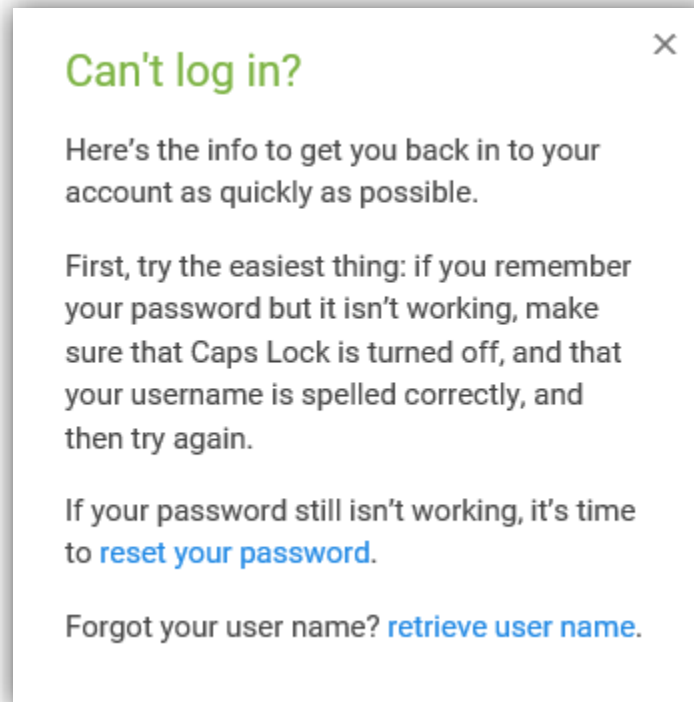 Can't log in?
Here’s the info to get you back in to your
account as quickly as possible.
First, try the easiest thing: if you remember
your password but it isn’t working, make
sure that Caps Lock is turned off, and that
your username is spelled correctly, and
then try again.
If your password still isn’t working, it’s time
to reset your password.
Forgot your user name? retrieve user name.